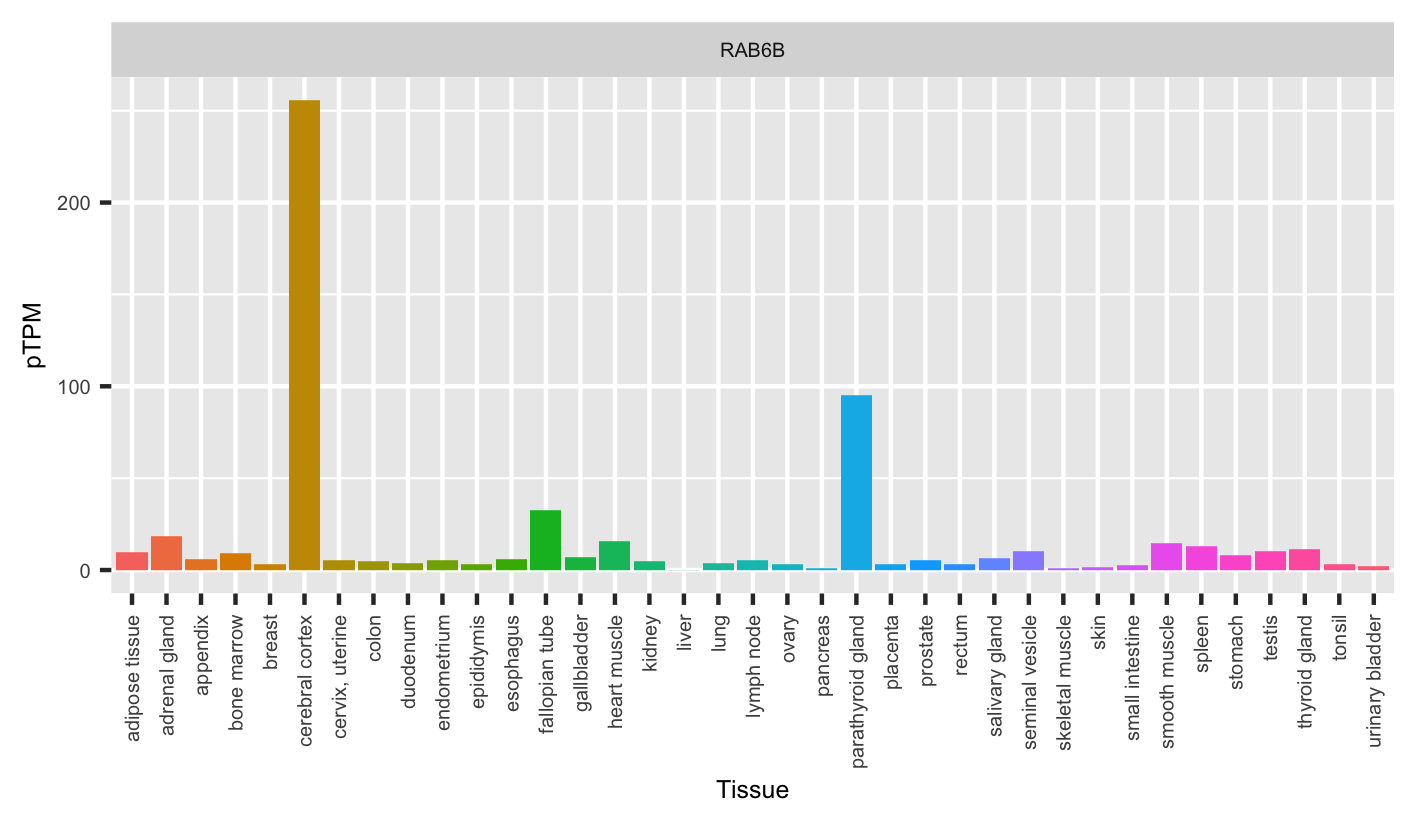 RAB6B
pTPM
200
100
0
adipose tissue
adrenal gland
appendix
bone marrow
breast
cerebral cortex
cervix, uterine
colon
duodenum
endometrium
epididymis
esophagus
fallopian tube
gallbladder
heart muscle
kidney
liver
lung
lymph node
ovary
pancreas
parathyroid gland
placenta
prostate
rectum
salivary gland
seminal vesicle
skeletal muscle
skin
small intestine
smooth muscle
spleen
stomach
testis
thyroid gland
tonsil
urinary bladder
Tissue